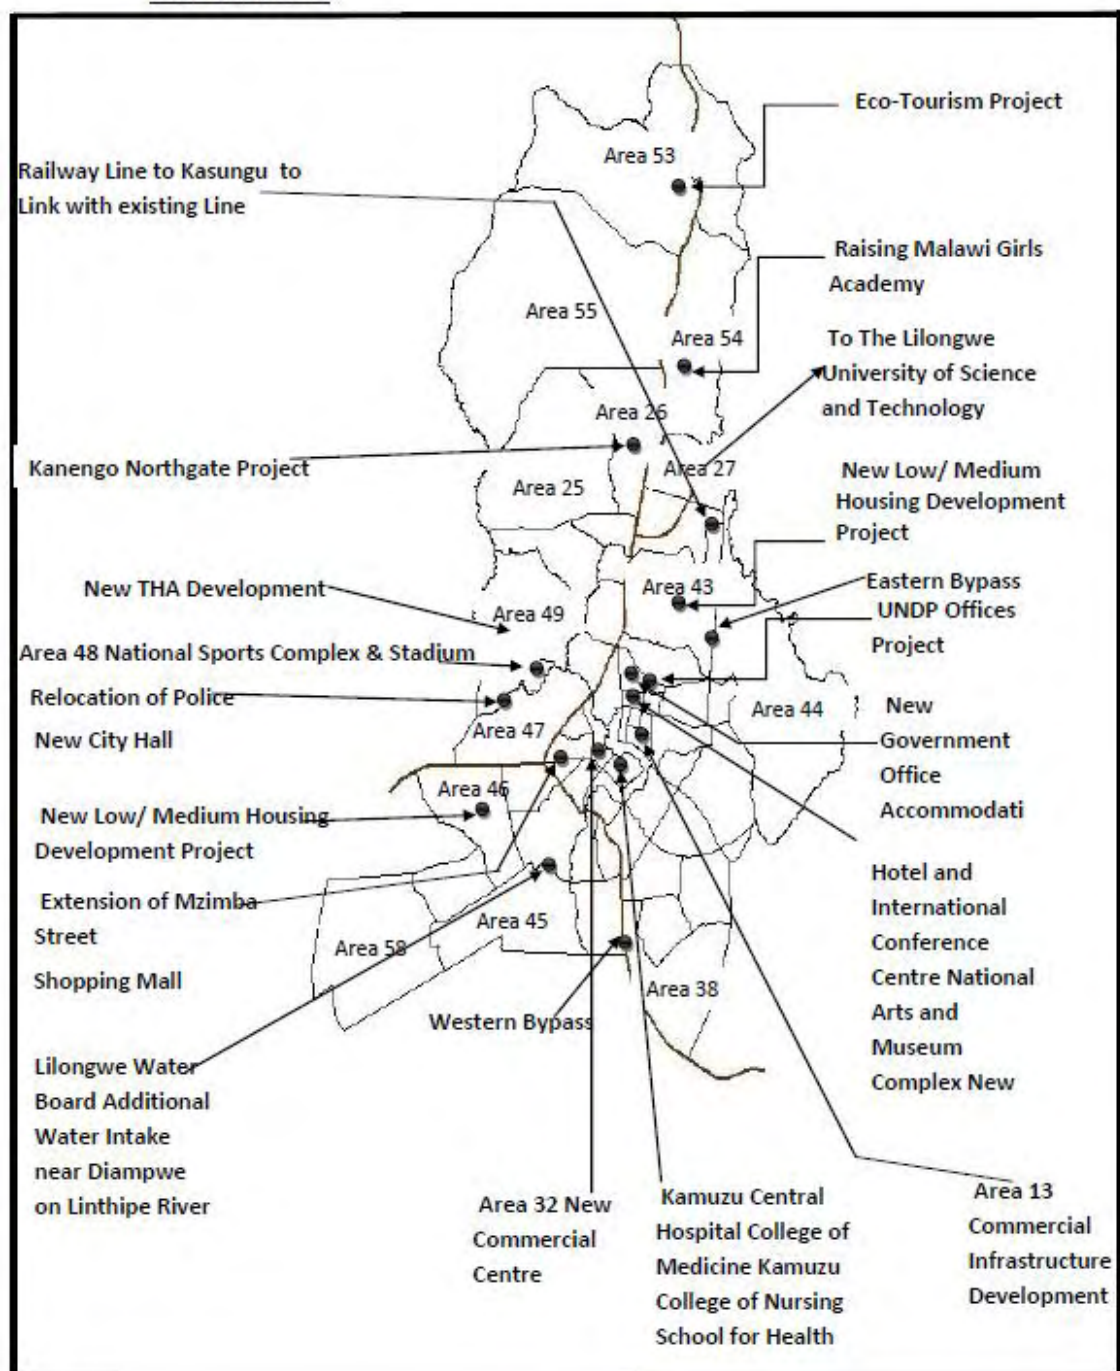 Eco-Tourism Project
Area 53
Railway Line to Kasungu to
Link with existing Line
Raising Malawi Girls
Academy
Area 55
Area 54
To The Lilongwe
University of Science
and Technology
Area 26
Kanengo Northgate Project
Area 27
Area 25
New Low/ Medium
Housing Development
Project
New THA Development
Area 43
Eastern Bypass
Area 49
UNDP Offices
Project
Area 48 National Sports Complex & Stadium
Relocation of Police
New City Hall
Area 47
Area 44
New
Government
Office
Accommodati
Area 46
New Low/ Medium Housing
Development Project
Extension of Mzimba
Street
Shopping Mall
Area 45
Area 58
Area 38
Western Bypass
Hotel and
International
Conference
Centre National
Arts and
Museum
Complex New
Lilongwe Water
Board Additional
Water Intake
near Diampwe
on Linthipe River
Area 32 New
Commercial
Centre
Kamuzu Central
Hospital College of
Medicine Kamuzu
College of Nursing
School for Health
Area 13
Commercial
Infrastructure
Development